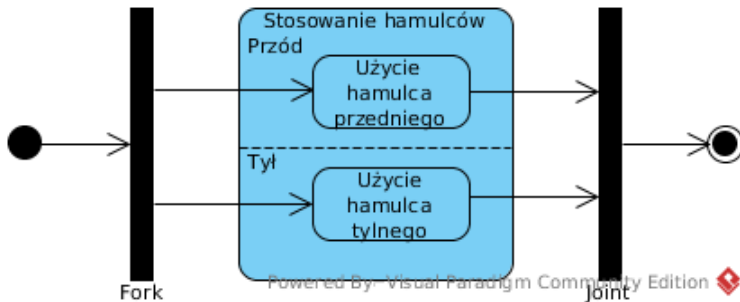 Stosowanie hamulców
Przód
Użycie
hamulca
przedniego
Tył
Użycie
hamulca
tylnego
Powered By Visual Paradigm Community Edition
Fork
Joint